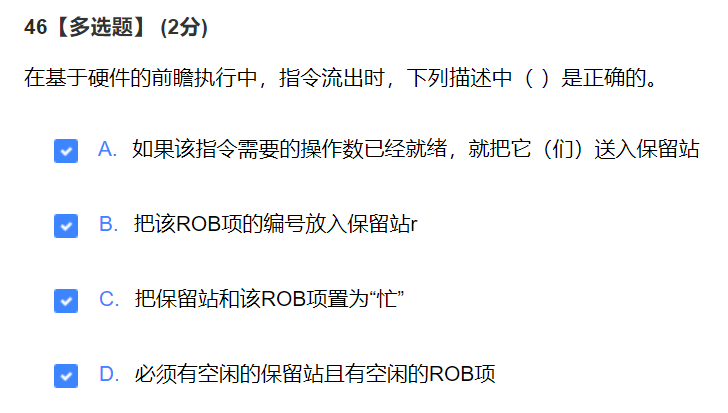 46【多选题】 (2分)
在基于硬件的前瞻执行中，指令流出时，下列描述中（ ）是正确的。
A. 如果该指令需要的操作数已经就绪，就把它（们）送入保留站
B. 把该ROB项的编号放入保留站r
C. 把保留站和该ROB项置为“忙”
D. 必须有空闲的保留站且有空闲的ROB项